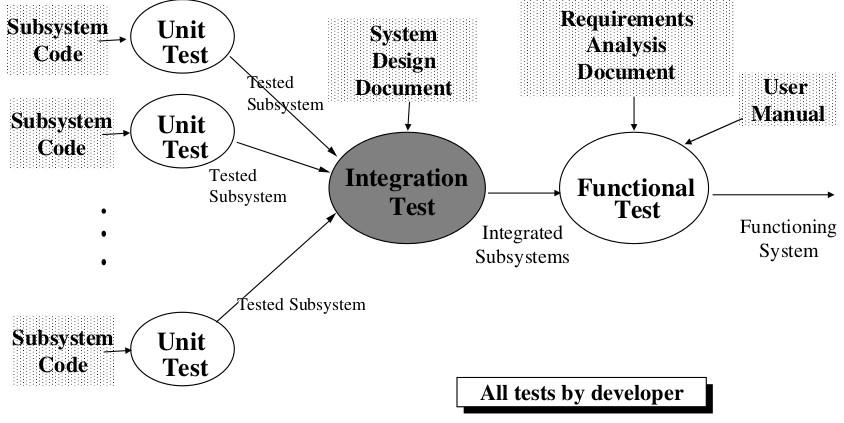 Subsystem
Code
Unit
Test
Tested
Subsystem
System
Design
Document
Requirements
Analysis
Document
User
Manual
Subsystem
Code
Unit
Test
Tested
Subsystem
Integration
Test
Functional
Test
Integrated
Subsystems
Functioning
System
Tested Subsystem
Subsystem
Code
Unit
Test
All tests by developer